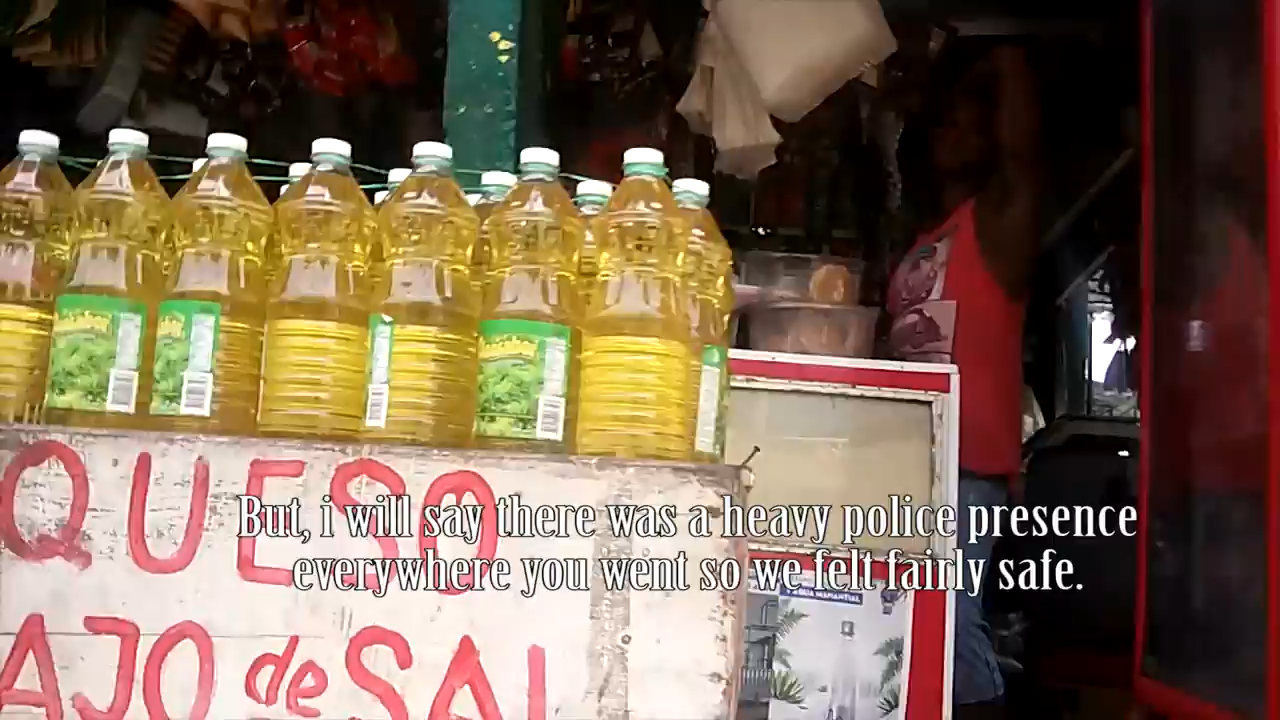 QUESO
But, i will say there was a heavy police presence
everywhere you went so we felt fairly safe.
AJO de SAL